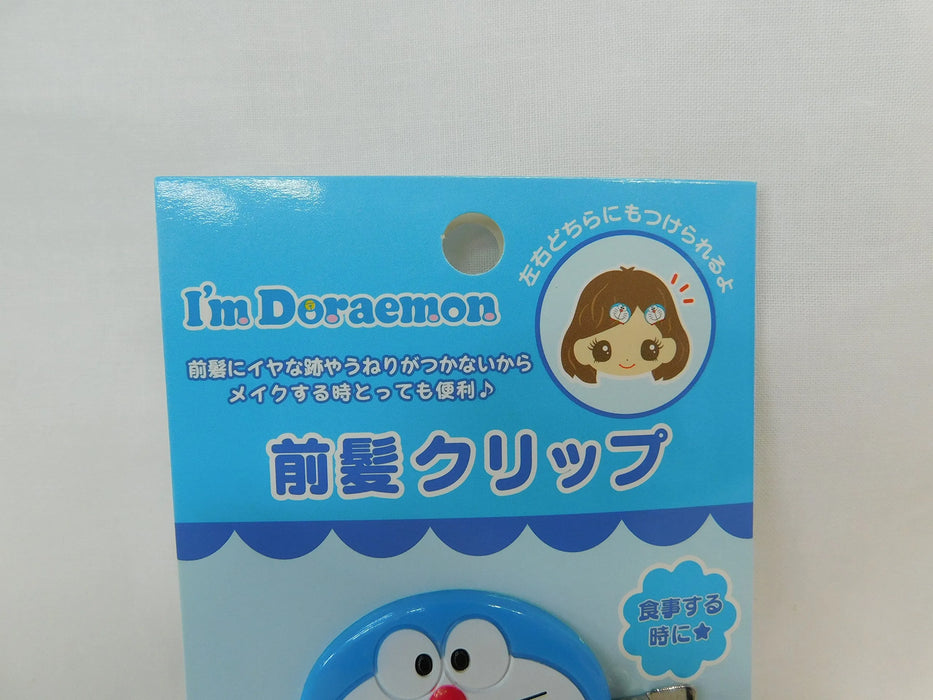 左右どちらにもつけられるよ
I'm Doraemon
前髪にイヤな跡やうねりがつかないから
メイクする時とっても便利♪
前髪クリップ
食事する
時に★